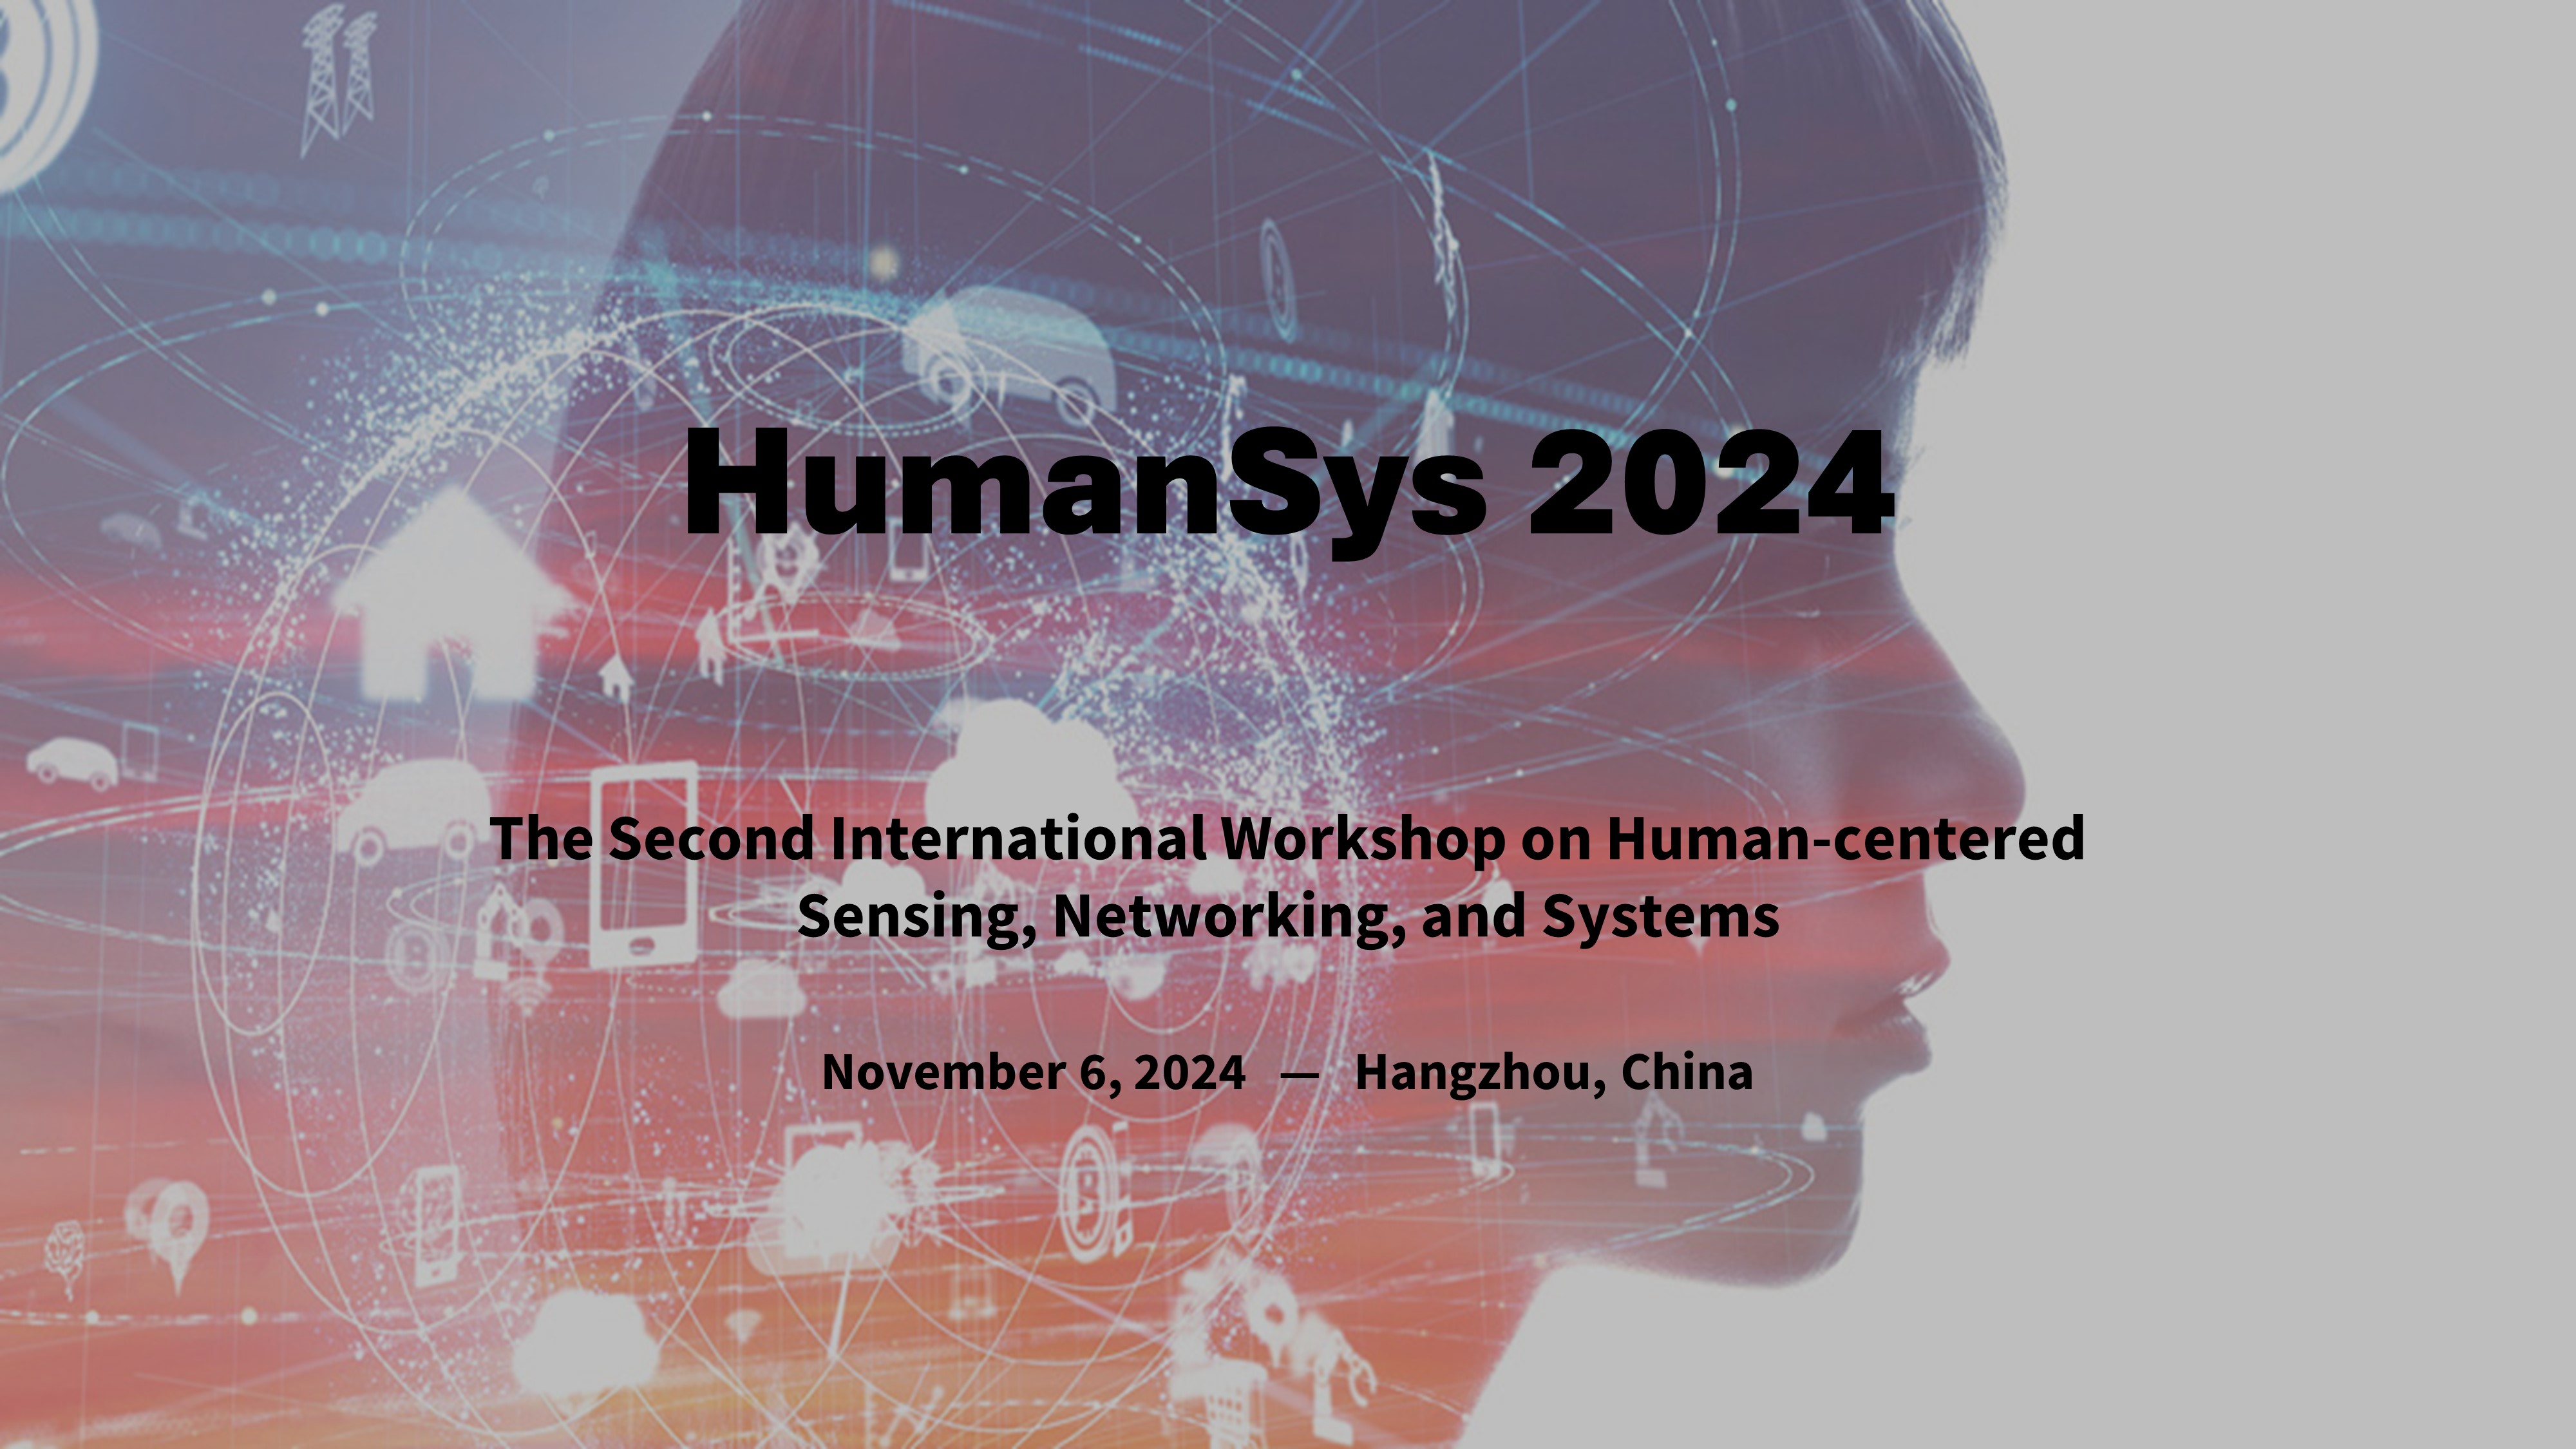 HumanSys 2024
The Second International Workshop on Human-centered
Sensing, Networking, and Systems
November 6, 2024 — Hangzhou, China